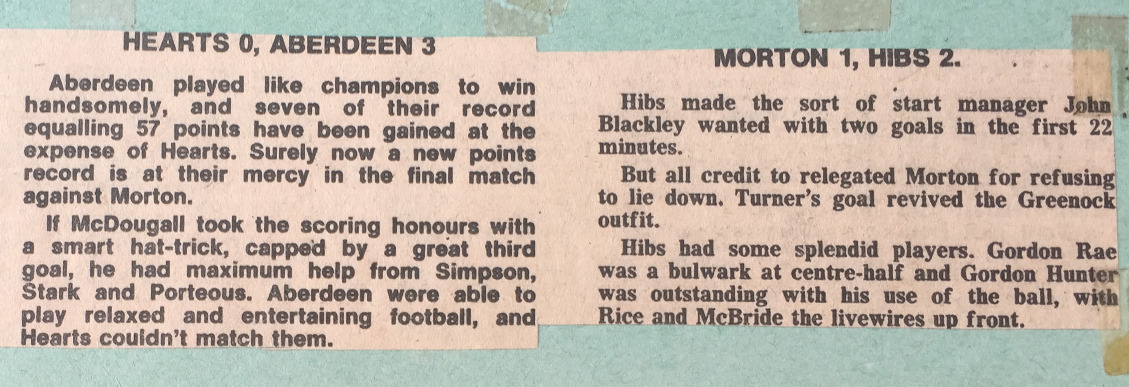 HEARTS 0, ABERDEEN 3
Aberdeen played like champions to win
handsomely, and seven of their record
equalling 57 points have been gained at the
expense of Hearts. Surely now a new points
record is at their mercy in the final match
against Morton.
If McDougall took the scoring honours with
a smart hat-trick, capped by a great third
goal, he had maximum help from Simpson,
Stark and Porteous. Aberdeen were able to
play relaxed and entertaining football, and
Hearts couldn't match them.
MORTON 1, HIBS 2.
Hibs made the sort of start manager John
Blackley wanted with two goals in the first 22
minutes.
But all credit to relegated Morton for refusing
to lie down. Turner's goal revived the Greenock
outfit.
Hibs had some splendid players. Gordon Rae
was a bulwark at centre-half and Gordon Hunter
was outstanding with his use of the ball, with
Rice and McBride the livewires up front.